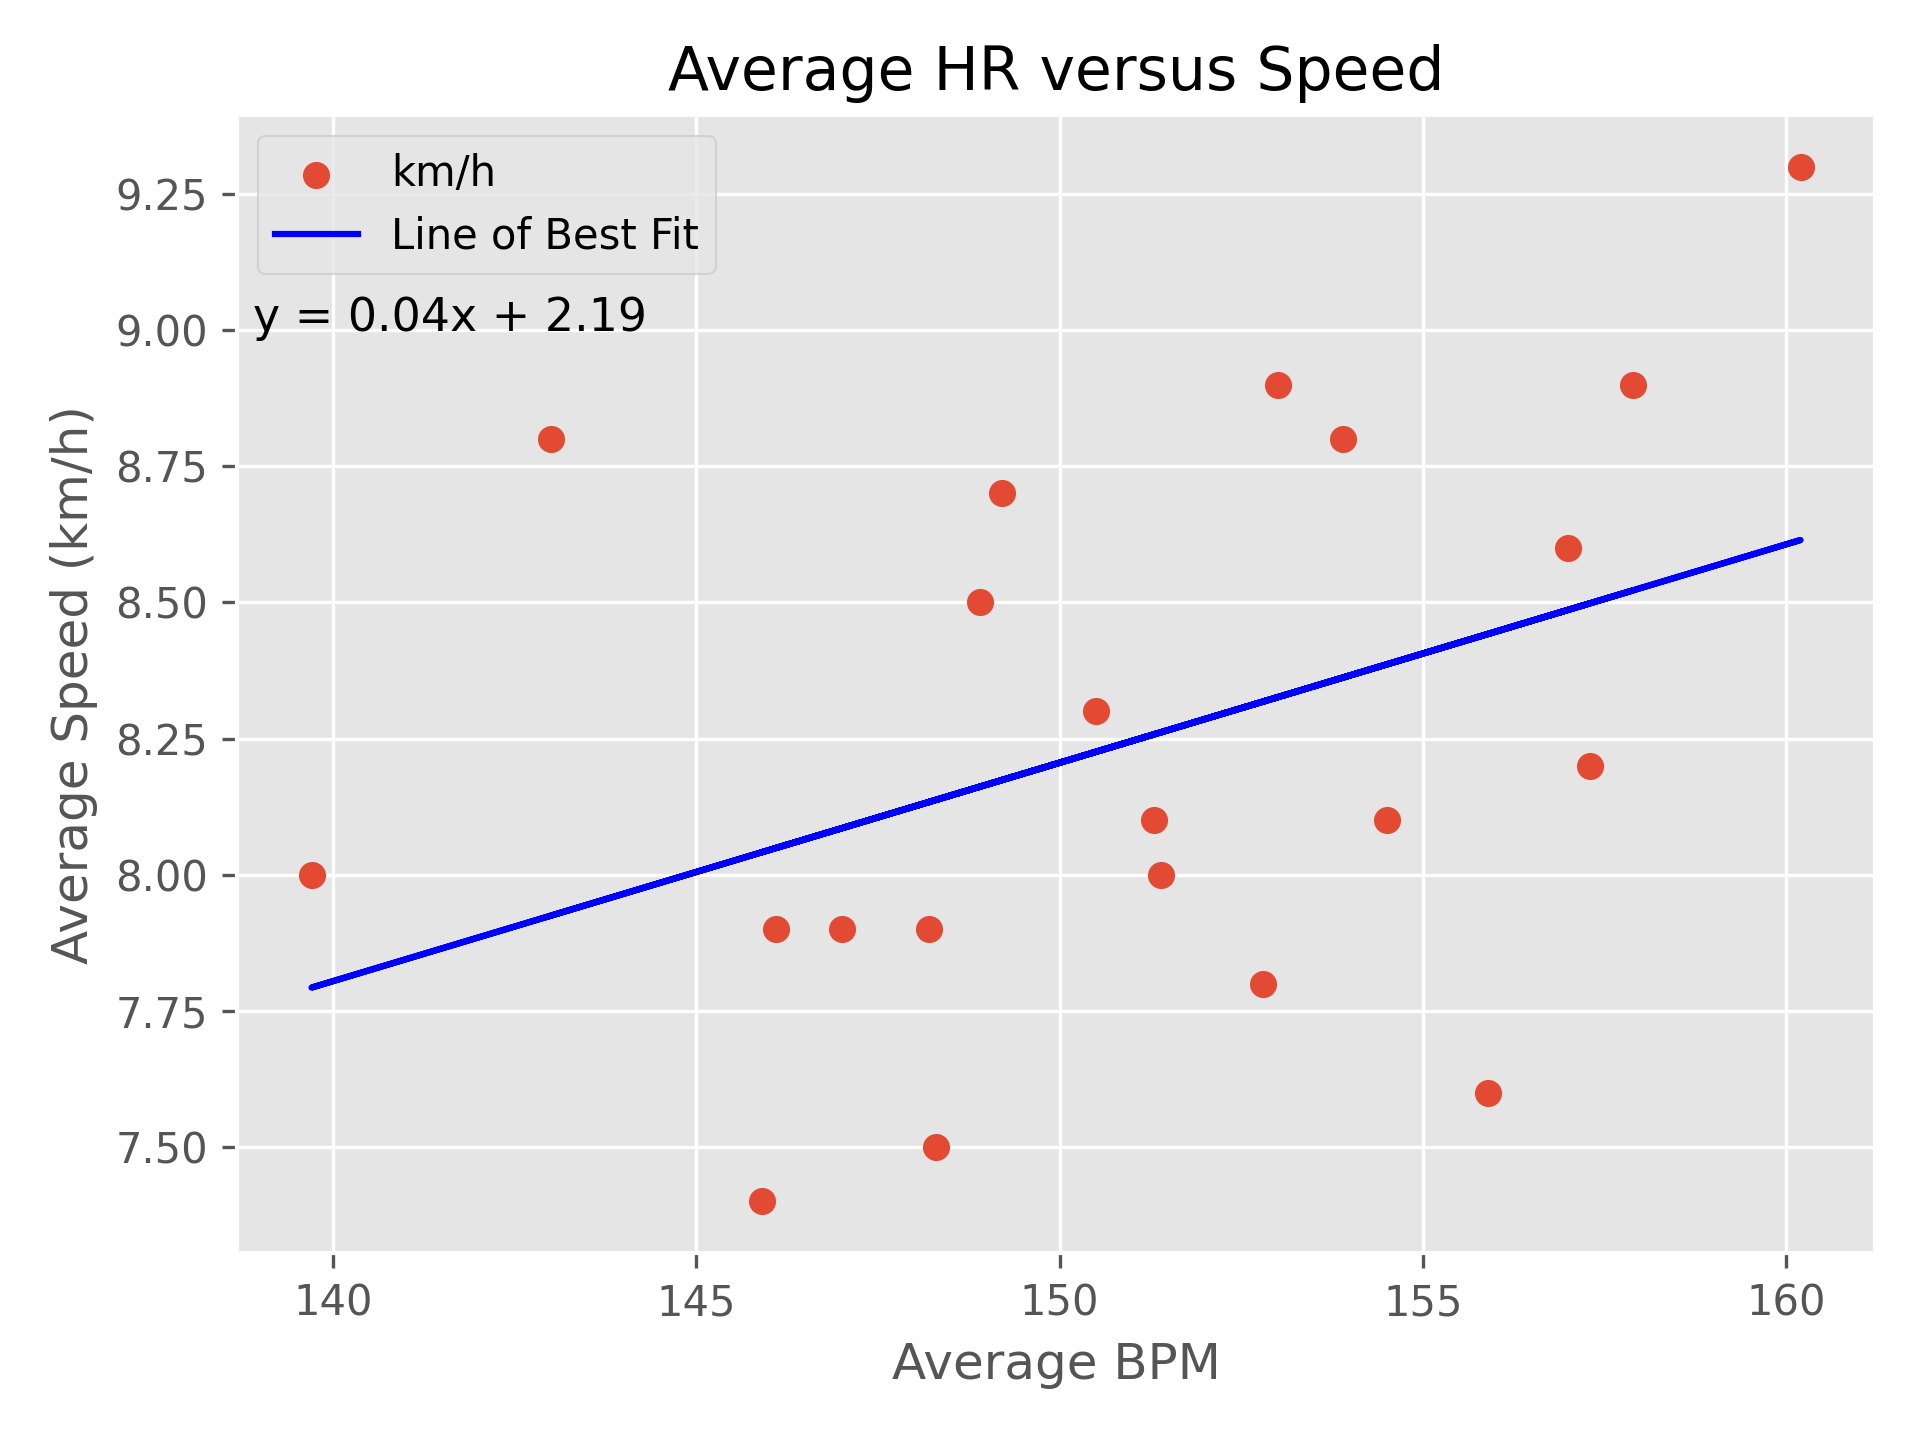 Average HR versus Speed
km/h
Line of Best Fit
y = 0.04x + 2.19
Average Speed (km/h)
9.25
9.00
8.75
8.50
8.25
8.00
7.75
7.50
140 145 150 155 160
Average BPM